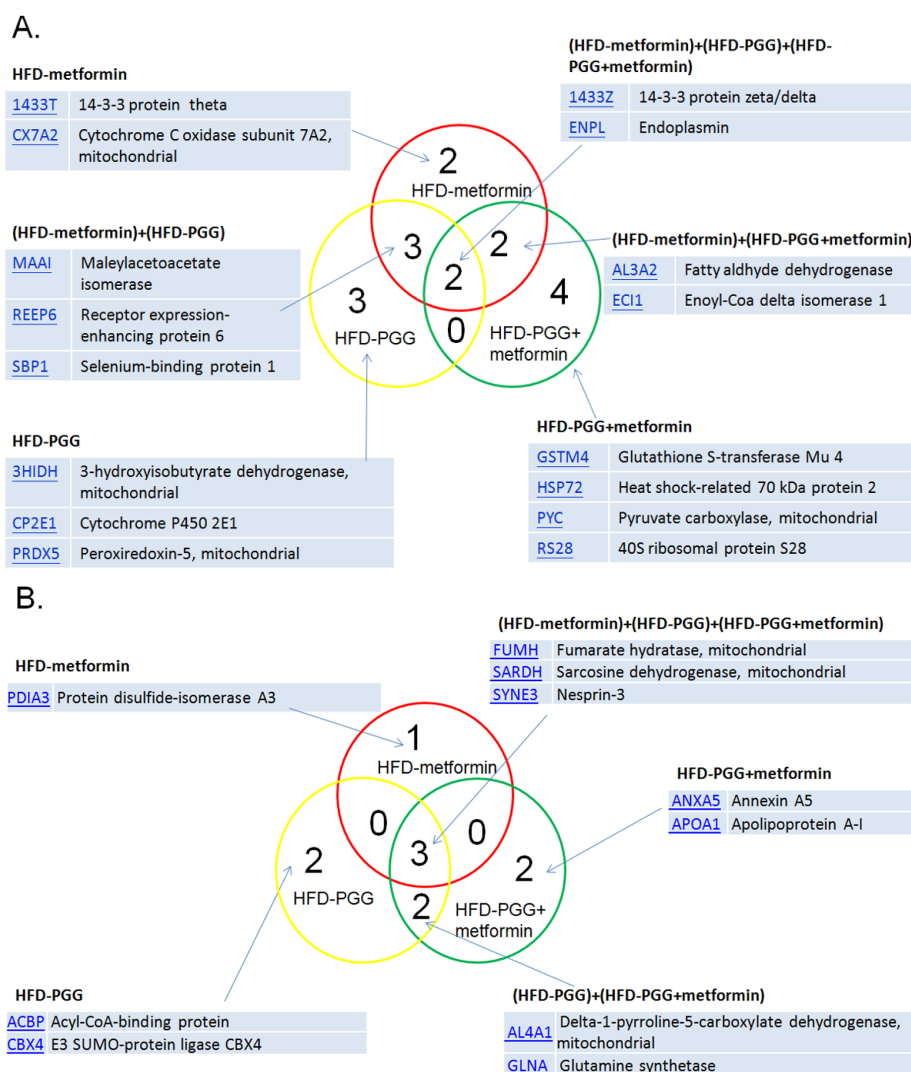 A.
HFD-metformin
1433T 14-3-3 protein theta
CX7A2 Cytochrome C oxidase subunit 7A2,
mitochondrial
(HFD-metformin)+(HFD-PGG)+(HFD-
PGG+metformin)
1433Z 14-3-3 protein zeta/delta
ENPL Endoplasmin
2
HFD-metformin
(HFD-metformin)+(HFD-PGG)
MAAI Maleylacetoacetate
isomerase
REEP6 Receptor expression-
enhancing protein 6
SBP1 Selenium-binding protein 1
3
2
2
3
4
0
HFD-PGG
HFD-PGG+
metformin
(HFD-metformin)+(HFD-PGG+metformin)
AL3A2 Fatty aldhyde dehydrogenase
ECI1 Enoyl-Coa delta isomerase 1
HFD-PGG
3HIDH 3-hydroxyisobutyrate dehydrogenase,
mitochondrial
CP2E1 Cytochrome P450 2E1
PRDX5 Peroxiredoxin-5, mitochondrial
HFD-PGG+metformin
GSTM4 Glutathione S-transferase Mu 4
HSP72 Heat shock-related 70 kDa protein 2
PYC Pyruvate carboxylase, mitochondrial
RS28 40S ribosomal protein S28
B.
(HFD-metformin)+(HFD-PGG)+(HFD-PGG+metformin)
FUMH Fumarate hydratase, mitochondrial
SARDH Sarcosine dehydrogenase, mitochondrial
SYNE3 Nesprin-3
HFD-metformin
PDIA3 Protein disulfide-isomerase A3
1
HFD-metformin
0
0
3
2
2
2
HFD-PGG
HFD-PGG+
metformin
HFD-PGG+metformin
ANXA5 Annexin A5
APOA1 Apolipoprotein A-I
HFD-PGG
ACBP Acyl-CoA-binding protein
CBX4 E3 SUMO-protein ligase CBX4
(HFD-PGG)+(HFD-PGG+metformin)
AL4A1 Delta-1-pyrroline-5-carboxylate dehydrogenase,
mitochondrial
GLNA Glutamine synthetase